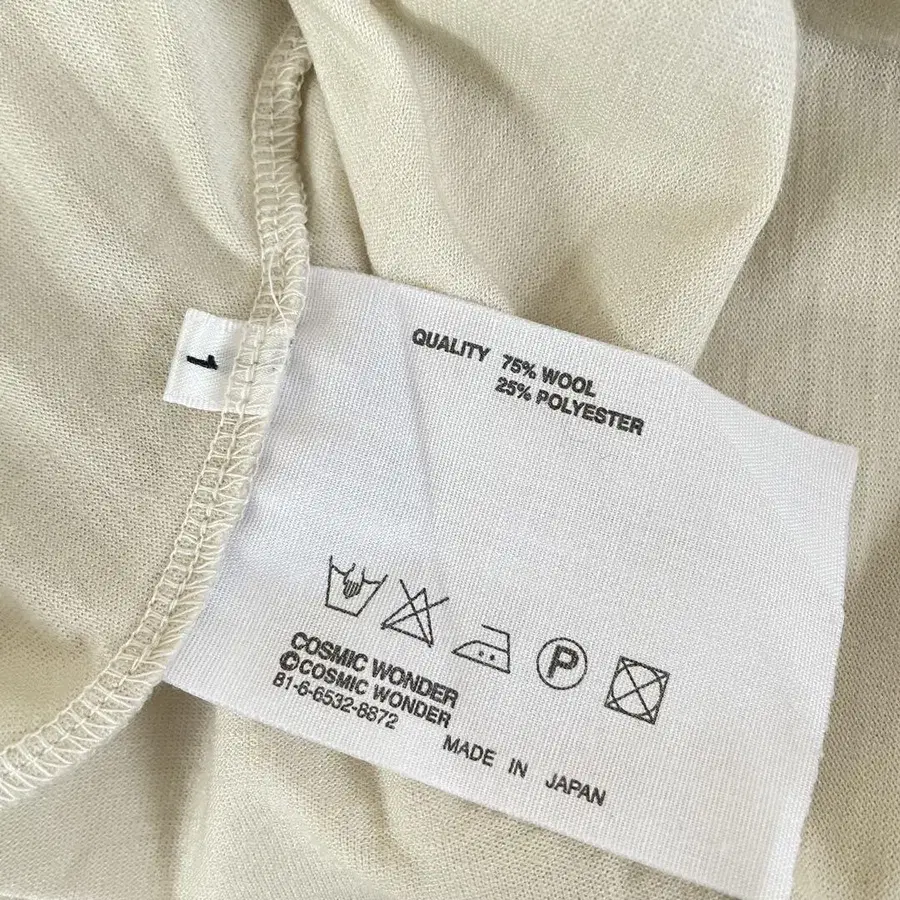 1
QUALITY 75% WOOL
25% POLYESTER
P
COSMIC WONDER
©COSMIC WONDER
81-6-6532-8872
MADE IN JAPAN